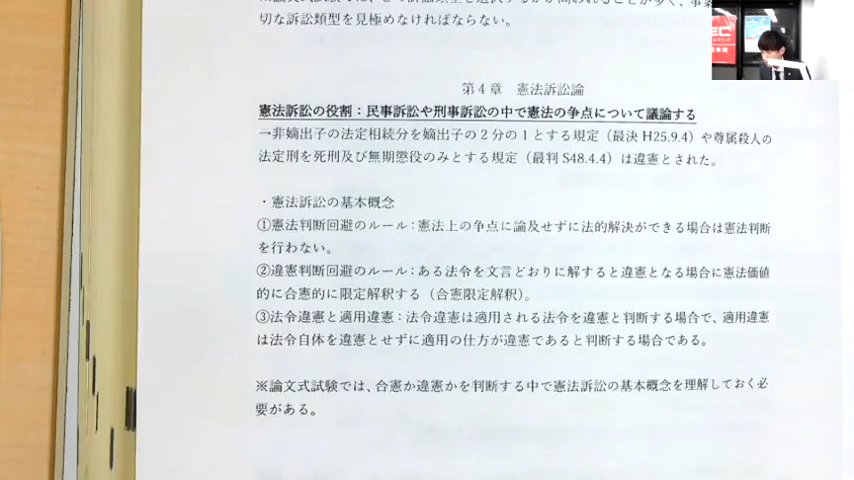 切な訴訟類型を見極めなければならない。
第4章 憲法訴訟論
憲法訴訟の役割：民事訴訟や刑事訴訟の中で憲法の争点について議論する
→非嫡出子の法定相続分を嫡出子の2分の1とする規定（最決 H25.9.4）や尊属殺人の
法定刑を死刑及び無期懲役のみとする規定（最判 S48.4.4）は違憲とされた。
・憲法訴訟の基本概念
①憲法判断回避のルール：憲法上の争点に論及せずに法的解決ができる場合は憲法判断
を行わない。
②違憲判断回避のルール：ある法令を文言どおりに解すると違憲となる場合に憲法価値
的に合憲的に限定解釈する（合憲限定解釈）。
③法令違憲と適用違憲：法令違憲は適用される法令を違憲と判断する場合で、適用違憲
は法令自体を違憲とせずに適用の仕方が違憲であると判断する場合である。
※論文式試験では、合憲か違憲かを判断する中で憲法訴訟の基本概念を理解しておく必
要がある。